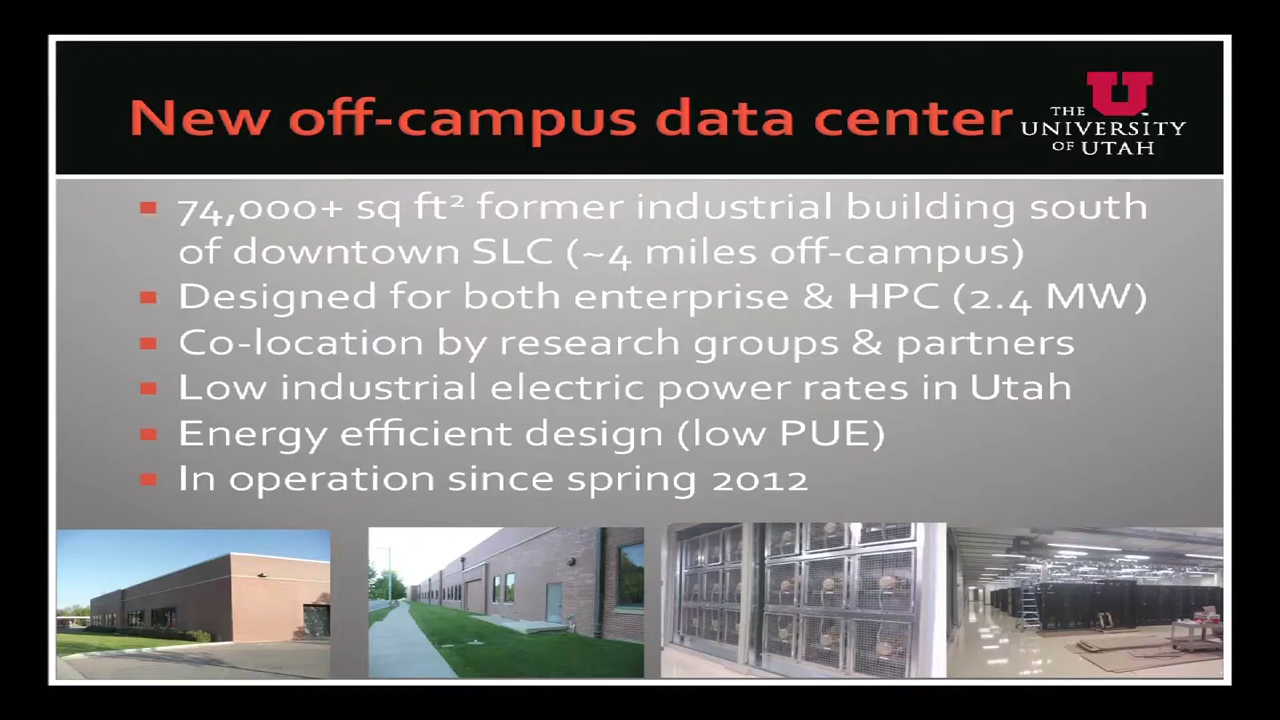 New off-campus data center
THE
UNIVERSITY
OF UTAH
74,000+ sq ft² former industrial building south
of downtown SLC (~4 miles off-campus)
Designed for both enterprise & HPC (2.4 MW)
Co-location by research groups & partners
Low industrial electric power rates in Utah
Energy efficient design (low PUE)
In operation since spring 2012